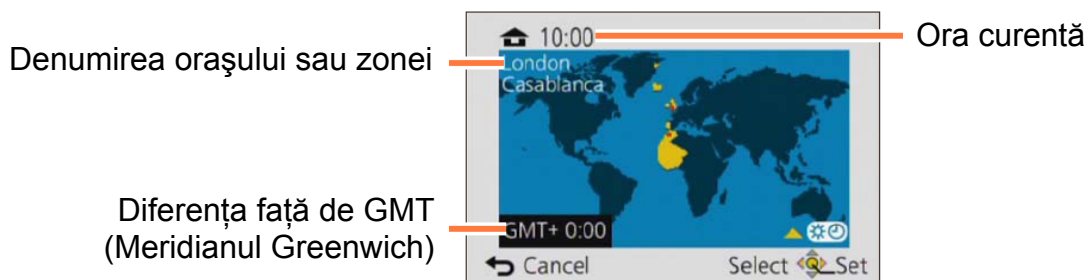 10:00
Ora curentă
Denumirea oraşului sau zonei
London
Casablanca
Diferența față de GMT
(Meridianul Greenwich)
GMT+ 0:00
Cancel
Select Set